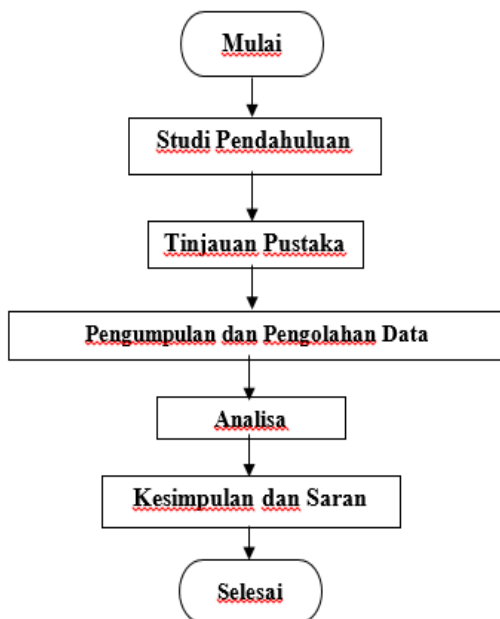 Mulai
Studi Pendahuluan
Tinjauan Pustaka
Pengumpulan dan Pengolahan Data
Analisa
Kesimpulan dan Saran
Selesai